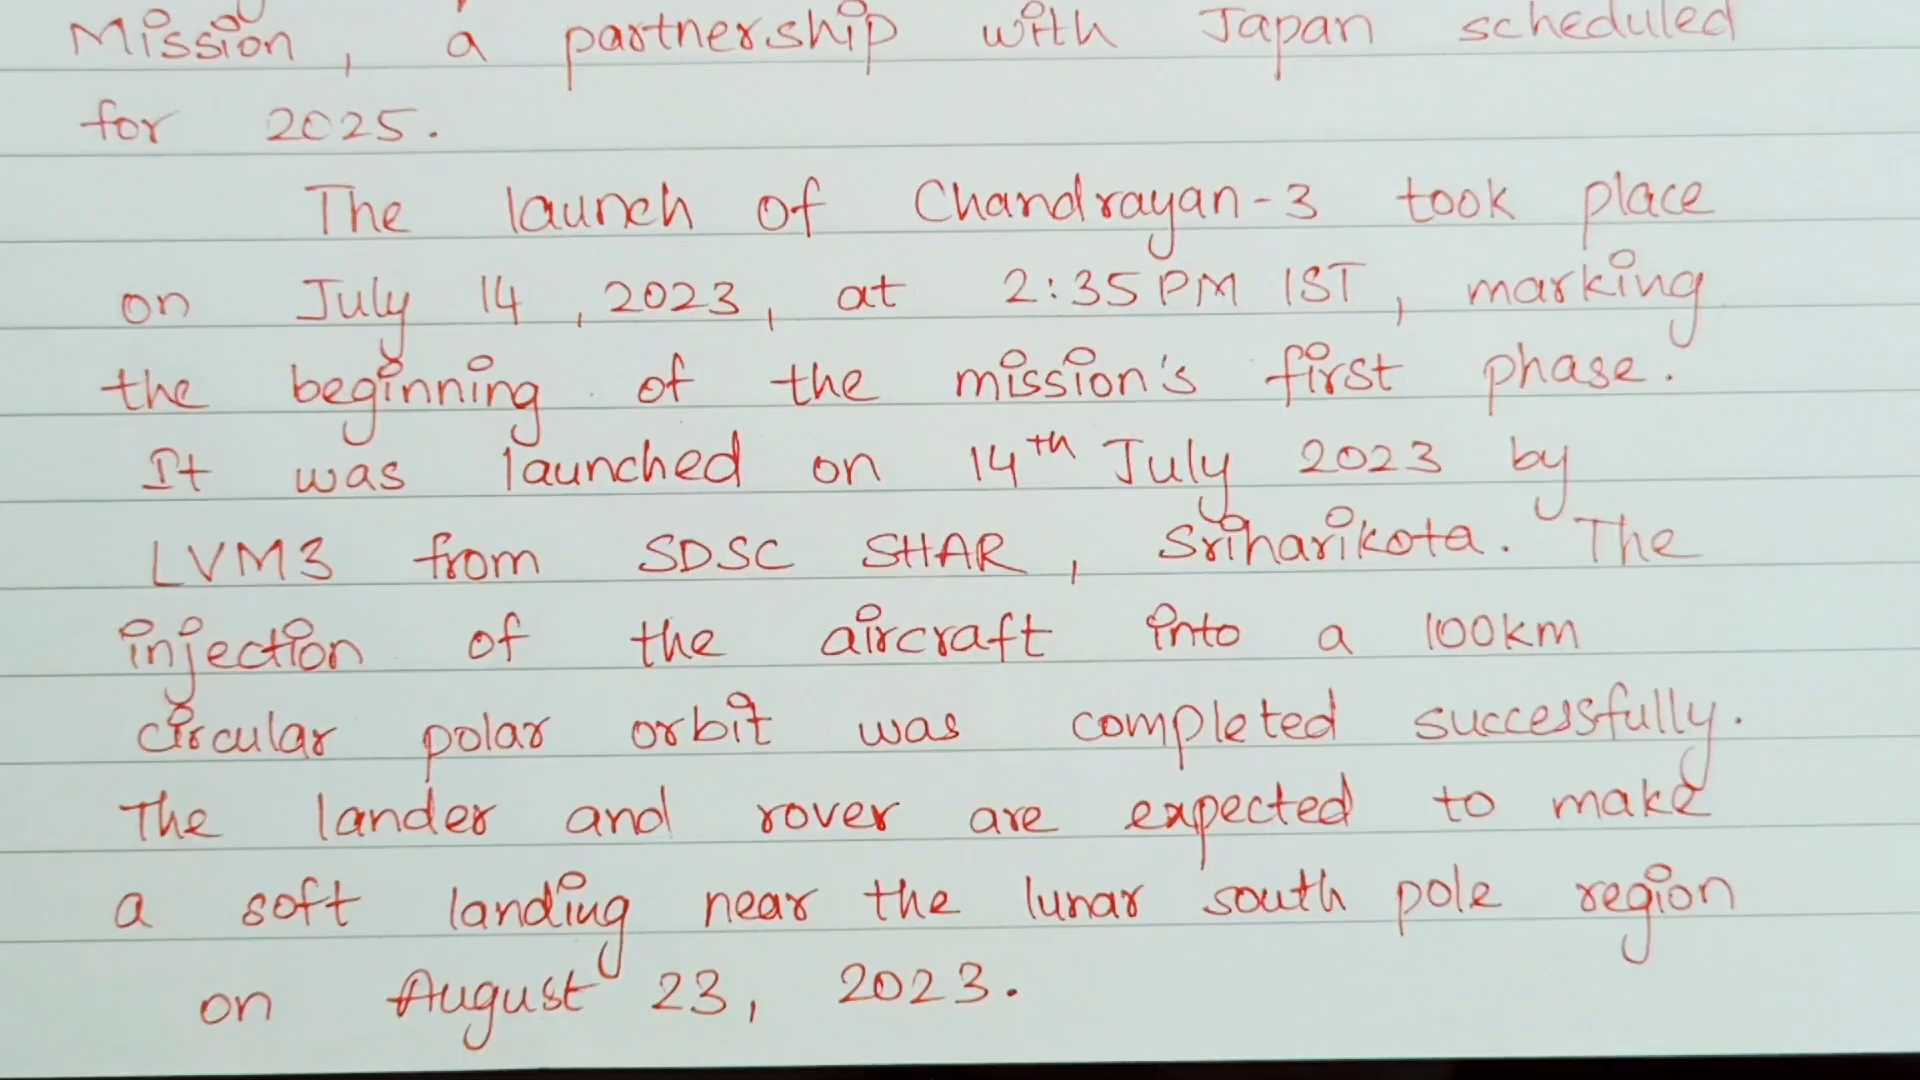 Mission, a partnership with Japan scheduled
for 2025.
The launch of Chandrayan-3 took place
on July 14, 2023, at 2:35PM IST, marking
the beginning of the mission's first phase.
It was launched on 14th July 2023 by
LVM3 from SDSC SHAR, Sriharikota. The
injection of the aircraft into a 100km
circular polar orbit was completed successfully.
The lander and rover are expected to make
a soft landing near the lunar south pole region
on August 23, 2023.